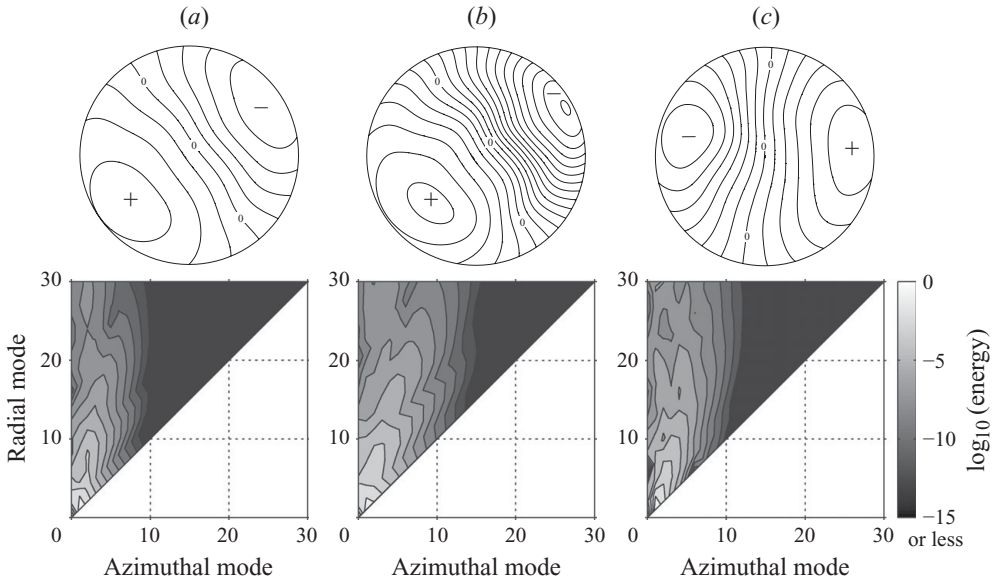 (a) (b) (c)
0 − 0 + 0
0 − 0 + 0
0 − 0 + 0
30 30 30 0
Radial mode
20 20 20 −5
10 10 10 −10
log10 (energy)
−15
or less
0 0 10 20 30
0 0 10 20 30
0 0 10 20 30
Azimuthal mode Azimuthal mode Azimuthal mode